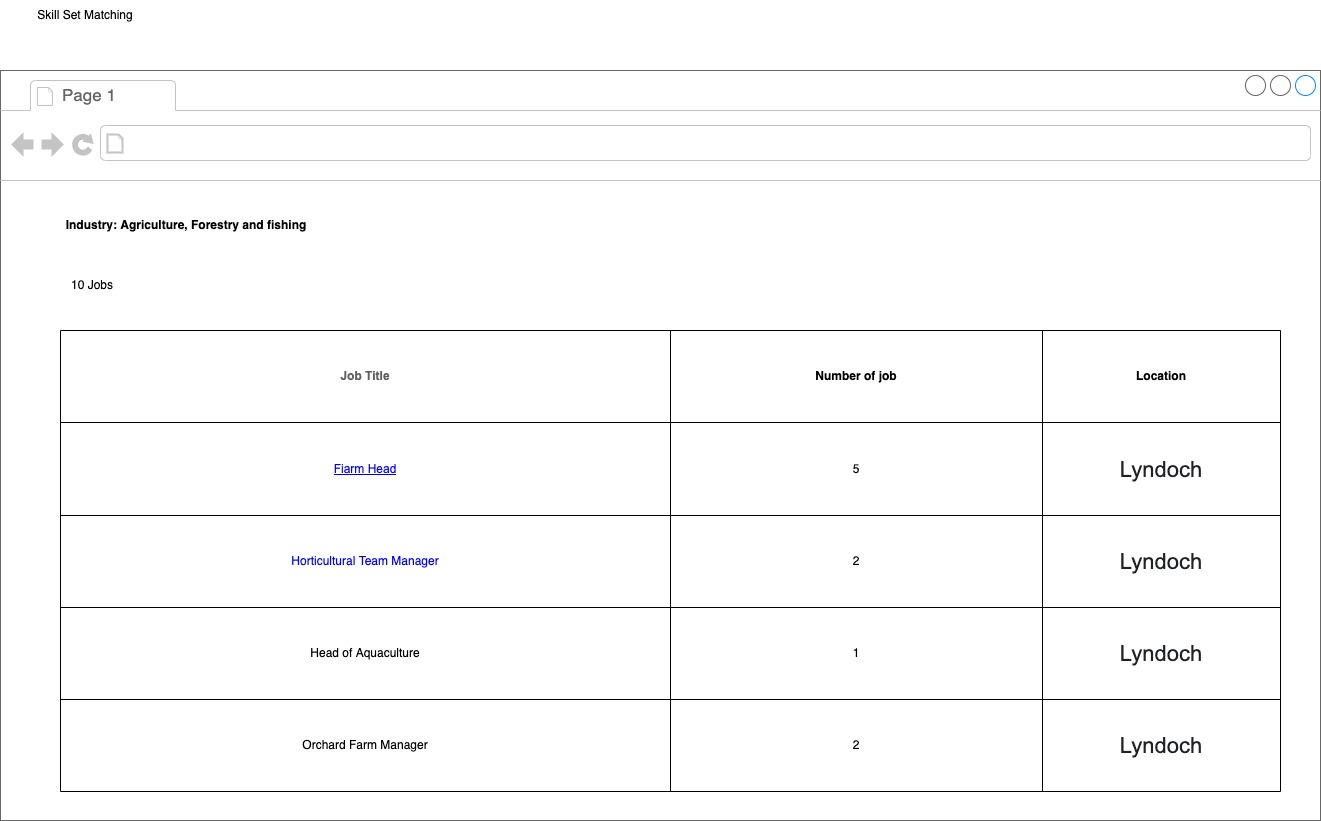 Skill Set Matching
Page 1
Industry: Agriculture, Forestry and fishing
10 Jobs
Job Title Number of job Location
Fiarm Head 5 Lyndoch
Horticultural Team Manager 2 Lyndoch
Head of Aquaculture 1 Lyndoch
Orchard Farm Manager 2 Lyndoch